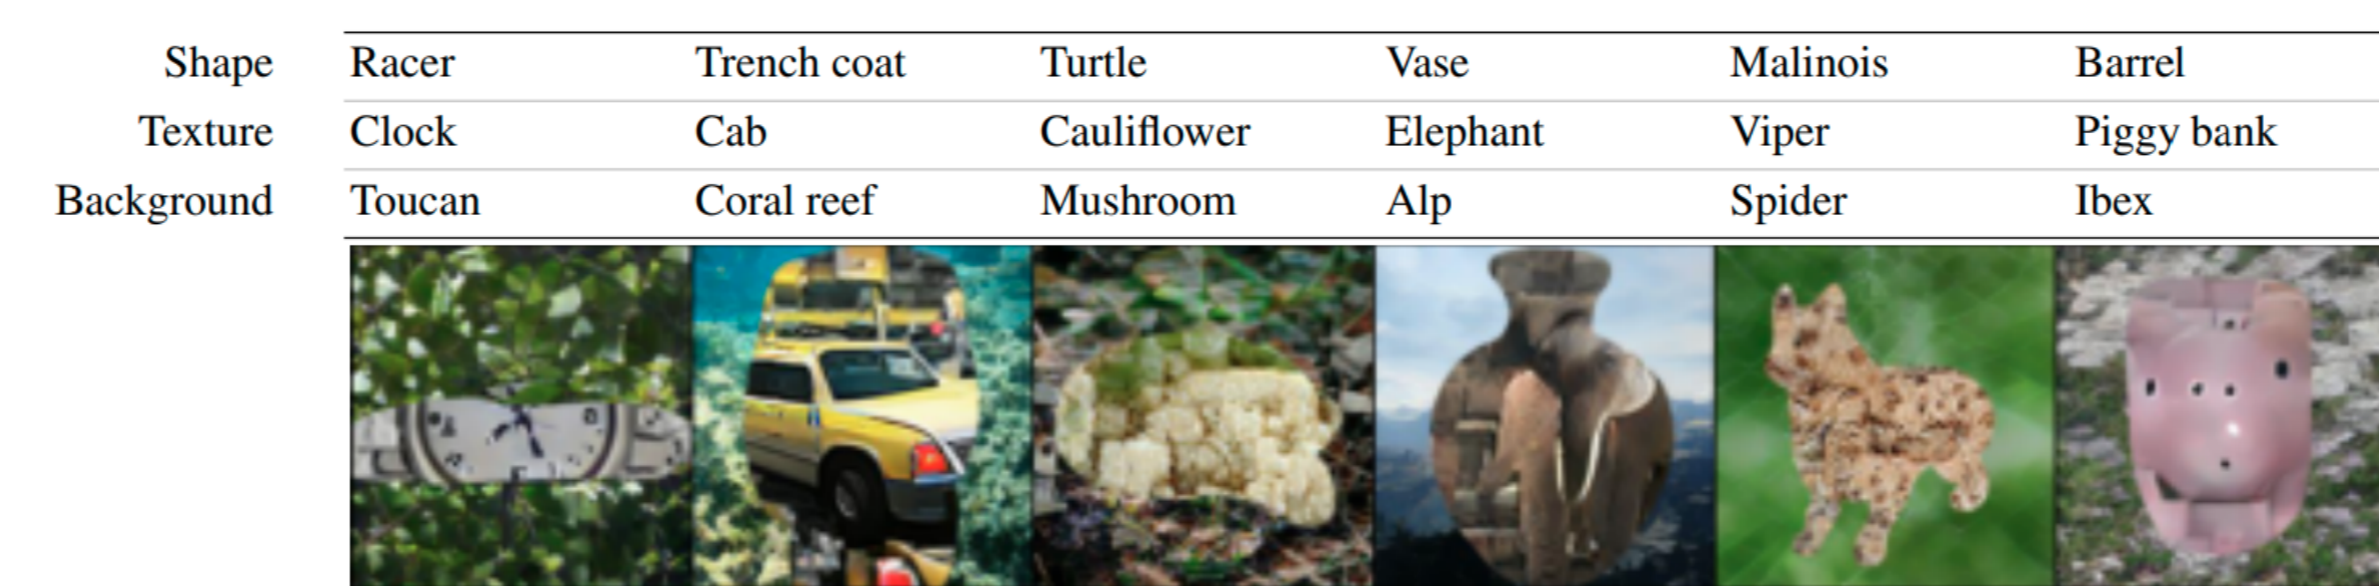 Shape Racer Trench coat Turtle Vase Malinois Barrel
Texture Clock Cab Cauliflower Elephant Viper Piggy bank
Background Toucan Coral reef Mushroom Alp Spider Ibex